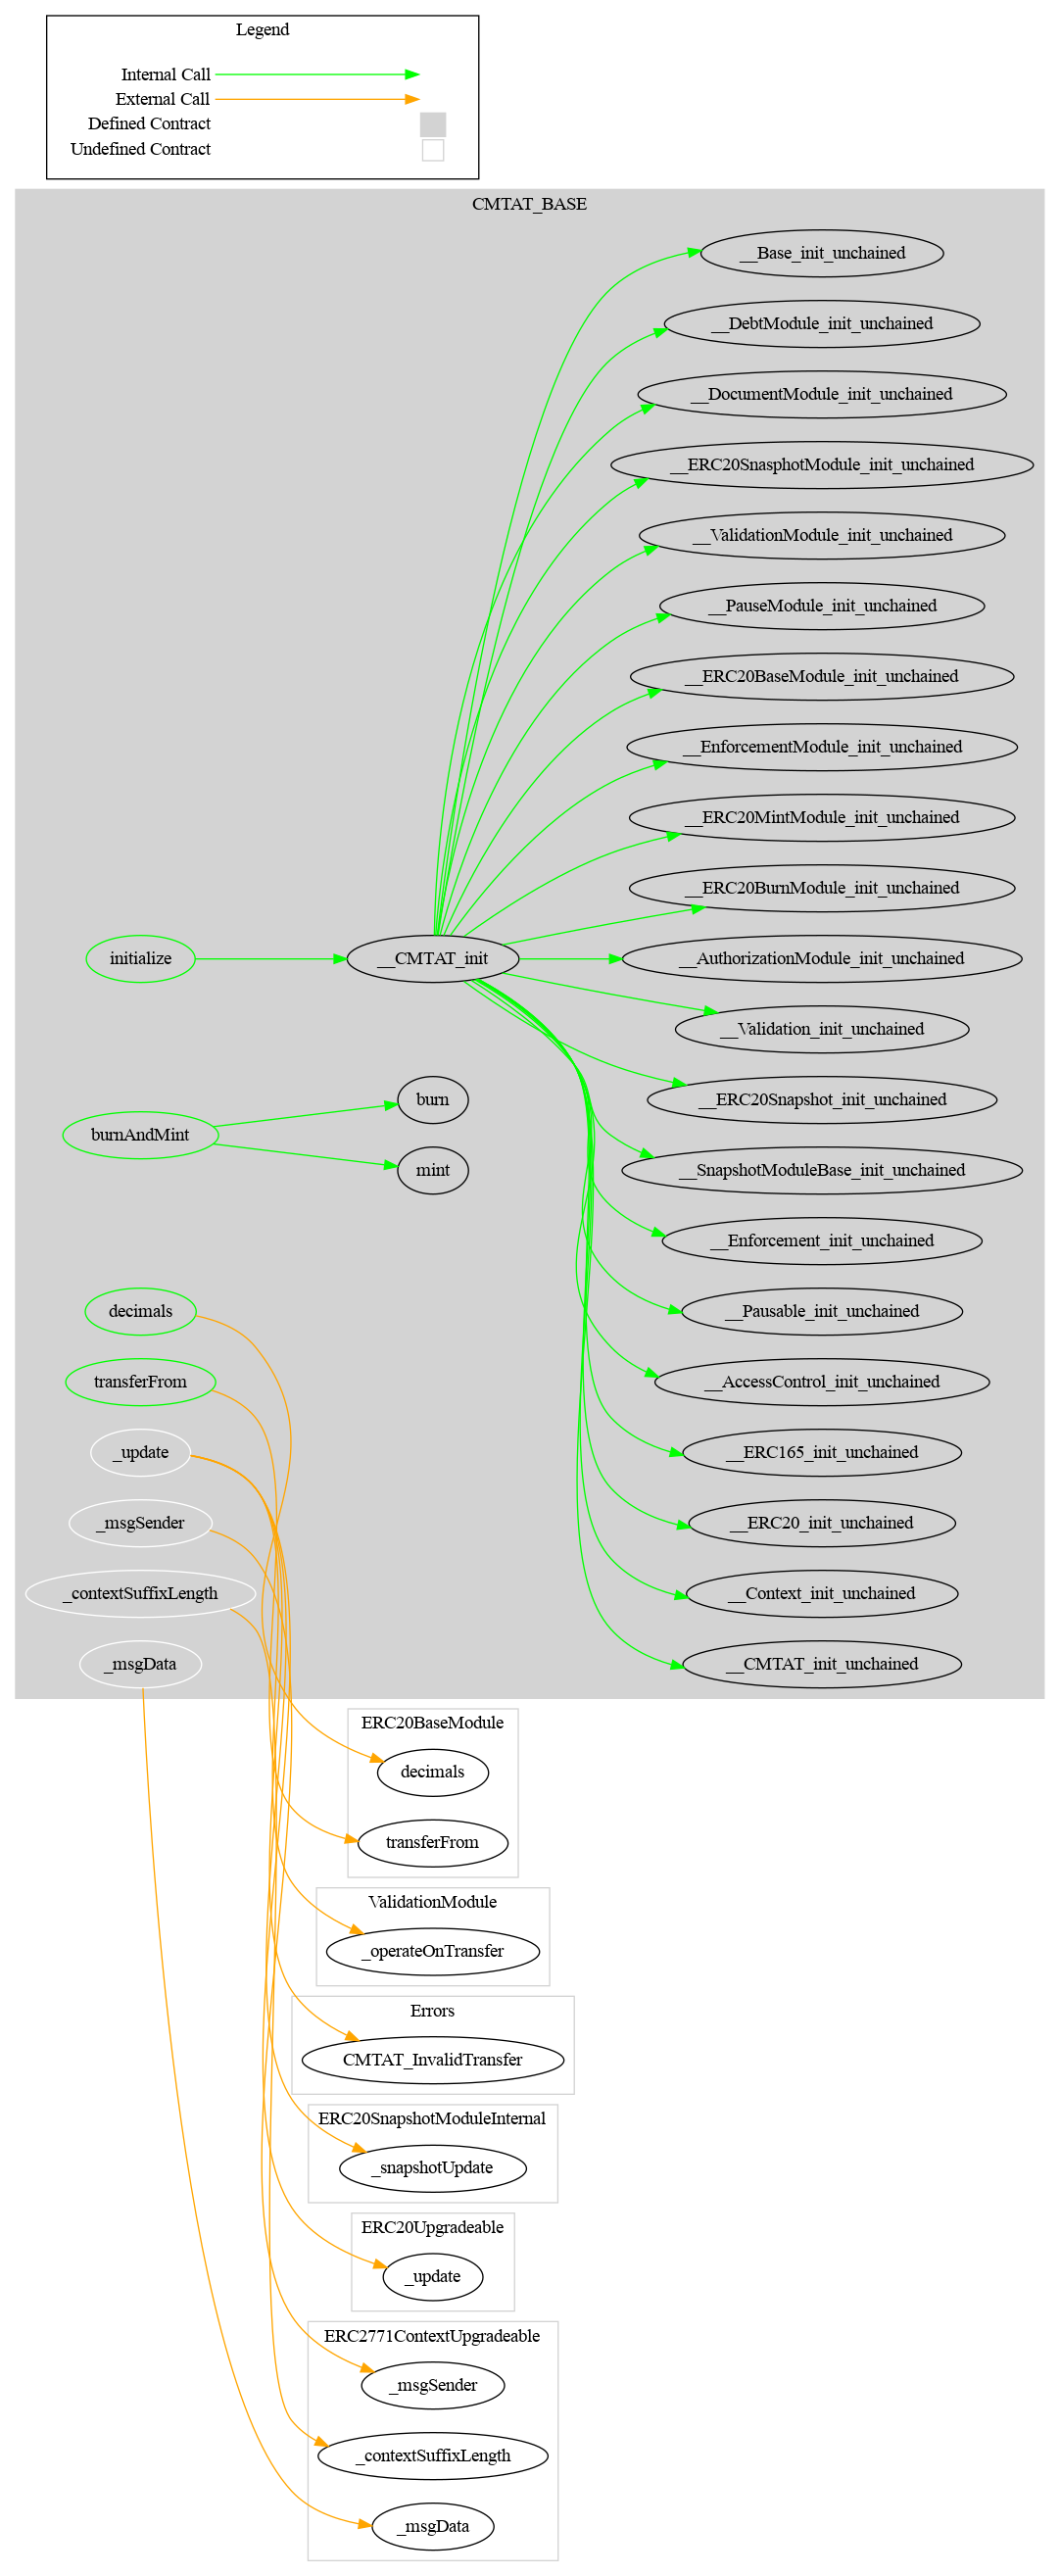 Legend
Internal Call
External Call
Defined Contract
Undefined Contract
CMTAT_BASE
__Base_init_unchained
__DebtModule_init_unchained
__DocumentModule_init_unchained
__ERC20SnasphotModule_init_unchained
__ValidationModule_init_unchained
__PauseModule_init_unchained
__ERC20BaseModule_init_unchained
__EnforcementModule_init_unchained
__ERC20MintModule_init_unchained
__ERC20BurnModule_init_unchained
initialize
__CMTAT_init
__AuthorizationModule_init_unchained
__Validation_init_unchained
burn
__ERC20Snapshot_init_unchained
burnAndMint
mint
__SnapshotModuleBase_init_unchained
__Enforcement_init_unchained
decimals
__Pausable_init_unchained
transferFrom
__AccessControl_init_unchained
_update
__ERC165_init_unchained
_msgSender
__ERC20_init_unchained
_contextSuffixLength
__Context_init_unchained
_msgData
__CMTAT_init_unchained
ERC20BaseModule
decimals
transferFrom
ValidationModule
_operateOnTransfer
Errors
CMTAT_InvalidTransfer
ERC20SnapshotModuleInternal
_snapshotUpdate
ERC20Upgradeable
_update
ERC2771ContextUpgradeable
_msgSender
_contextSuffixLength
_msgData